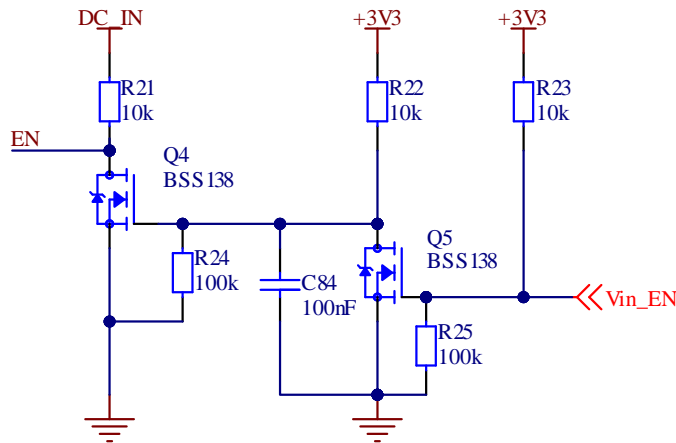 DC_IN
+3V3
+3V3
R21
10k
R22
10k
R23
10k
EN
Q4
BSS138
Q5
BSS138
R24
100k
C84
100nF
Vin_EN
R25
100k